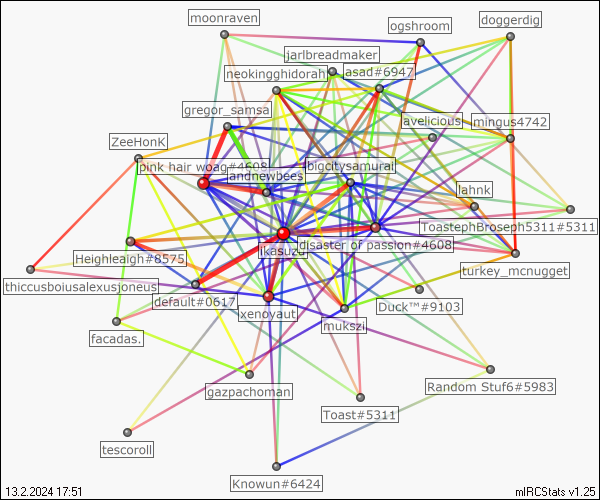 moonraven
doggerdig
ogshroom
jarlbreadmaker
neokingghidorah
asad#6947
gregor_samsa
avelicious
mingus4742
ZeeHonK
pink hair woag#4608
bigcitysamurai
andnewbees
lahnk
ToastephBroseph5311#5311
ikasuzu
disaster of passion#4608
Heighleigh#8575
turkey_mcnugget
thiccusboiusalexusjoneus
default#0617
Duck™#9103
xenoyaut
mukszi
facadas.
Random Stuf6#5983
gazpachoman
Toast#5311
tescoroll
Knowun#6424
13.2.2024 17:51
mIRCStats v1.25